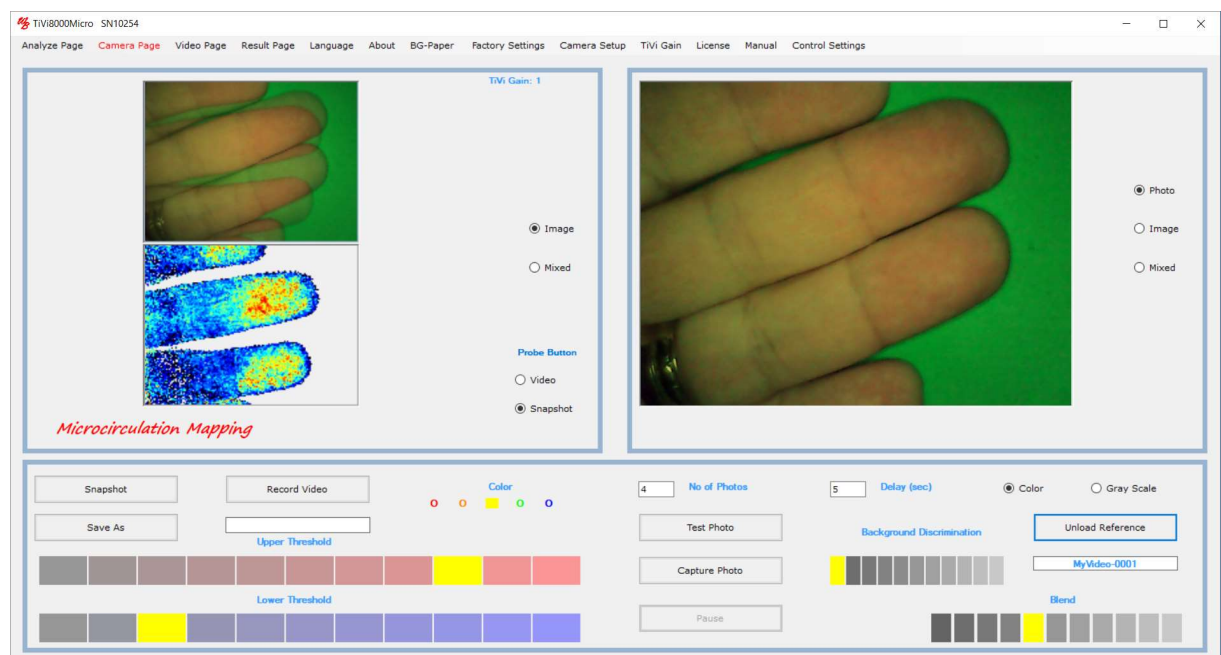 TiVi8000Micro SN10254
Analyze Page Camera Page Video Page Result Page Language About BG-Paper Factory Settings Camera Setup TiVi Gain License Manual Control Settings
TiVi Gain: 1
Image
Mixed
Probe Button
Video
Snapshot
Microcirculation Mapping
Photo
Image
Mixed
Snapshot
Record Video
Color
O O O O
Save As
Upper Threshold
Lower Threshold
4 No of Photos
5 Delay (sec)
Color
Gray Scale
Test Photo
Background Discrimination
Unload Reference
Capture Photo
MyVideo-0001
Pause
Blend